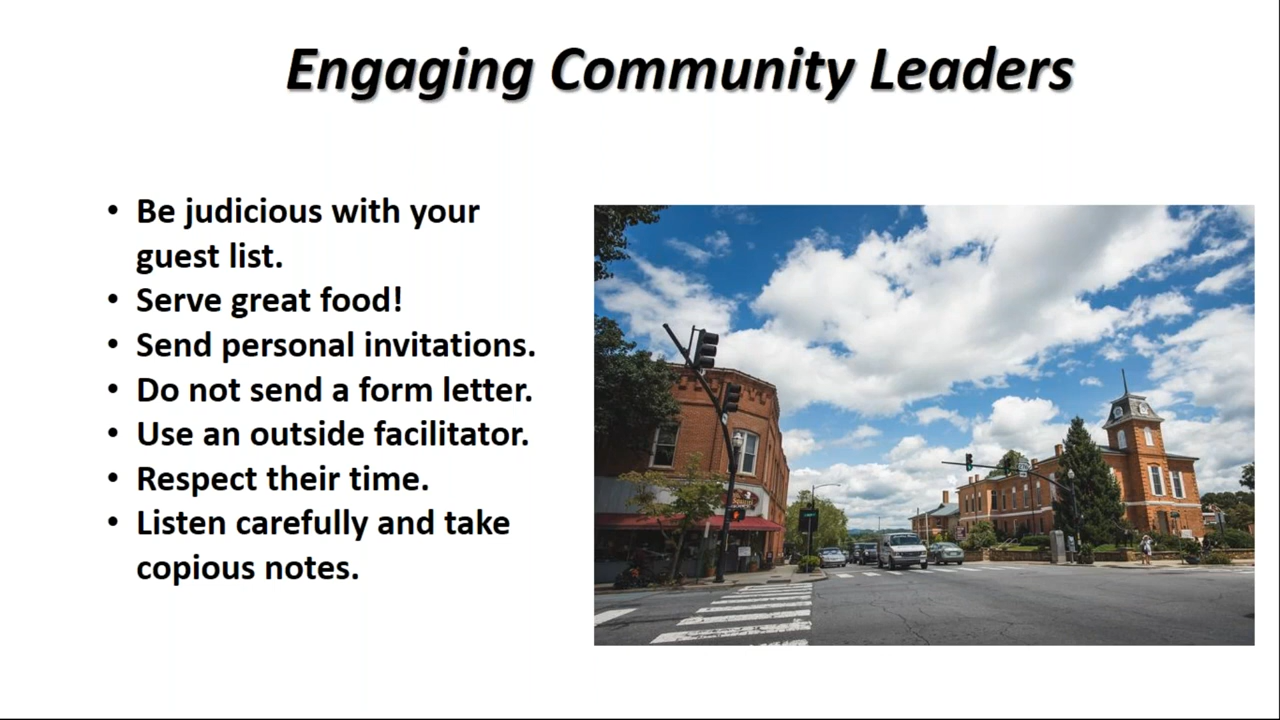 Engaging Community Leaders
• Be judicious with your
guest list.
• Serve great food!
• Send personal invitations.
• Do not send a form letter.
• Use an outside facilitator.
• Respect their time.
• Listen carefully and take
copious notes.